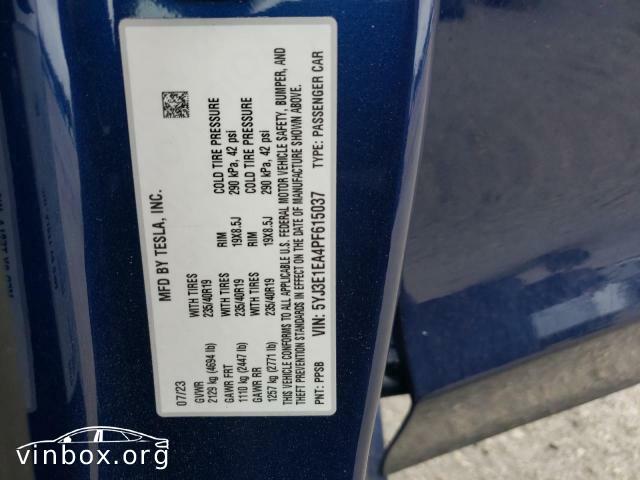 MFD BY TESLA, INC.
07/23
GVWR WITH TIRES RIM COLD TIRE PRESSURE
2129 kg (4694 lb) 235/40R19 19X8.5J 290 kPa, 42 psi
GAWR FRT WITH TIRES RIM COLD TIRE PRESSURE
1110 kg (2447 lb) 235/40R19 19X8.5J 290 kPa, 42 psi
GAWR RR WITH TIRES
1257 kg (2771 lb) 235/40R19
THIS VEHICLE CONFORMS TO ALL APPLICABLE U.S. FEDERAL MOTOR VEHICLE SAFETY, BUMPER, AND
THEFT PREVENTION STANDARDS IN EFFECT ON THE DATE OF MANUFACTURE SHOWN ABOVE.
VIN: 5YJ3E1EA4PF615037
PNT: PPSB TYPE: PASSENGER CAR
vinbox.org